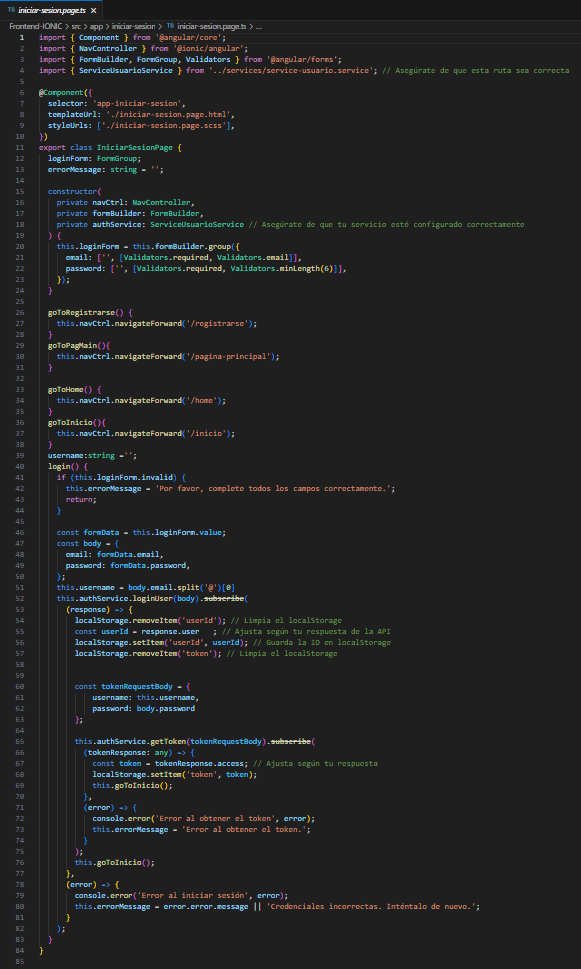 TS iniciar-sesion.page.ts ×
Frontend-IONIC > src > app > iniciar-sesion > TS iniciar-sesion.page.ts > ...
1 import { Component } from '@angular/core';
2 import { NavController } from '@ionic/angular';
3 import { FormBuilder, FormGroup, Validators } from '@angular/forms';
4 import { ServiceUsuarioService } from '../services/service-usuario.service'; // Asegúrate de que esta ruta sea correcta
5
6 @Component({
7   selector: 'app-iniciar-sesion',
8   templateUrl: './iniciar-sesion.page.html',
9   styleUrls: ['./iniciar-sesion.page.scss'],
10 })
11 export class IniciarSesionPage {
12   loginForm: FormGroup;
13   errorMessage: string = '';
14
15   constructor(
16     private navCtrl: NavController,
17     private formBuilder: FormBuilder,
18     private authService: ServiceUsuarioService // Asegúrate de que tu servicio esté configurado correctamente
19   ) {
20     this.loginForm = this.formBuilder.group({
21       email: ['', [Validators.required, Validators.email]],
22       password: ['', [Validators.required, Validators.minLength(6)]],
23     });
24   }
25
26   goToRegistrarse() {
27     this.navCtrl.navigateForward('/registrarse');
28   }
29   goToPagMain(){
30     this.navCtrl.navigateForward('/pagina-principal');
31   }
32
33   goToHome() {
34     this.navCtrl.navigateForward('/home');
35   }
36   goToInicio(){
37     this.navCtrl.navigateForward('/inicio');
38   }
39   username:string ='';
40   login() {
41     if (this.loginForm.invalid) {
42       this.errorMessage = 'Por favor, complete todos los campos correctamente.';
43       return;
44     }
45
46     const formData = this.loginForm.value;
47     const body = {
48       email: formData.email,
49       password: formData.password,
50     };
51     this.username = body.email.split('@')[0]
52     this.authService.loginUser(body).subscribe(
53       (response) => {
54         localStorage.removeItem('userId'); // Limpia el localStorage
55         const userId = response.user   ; // Ajusta según tu respuesta de la API
56         localStorage.setItem('userId', userId); // Guarda la ID en localStorage
57         localStorage.removeItem('token'); // Limpia el localStorage
58
59
60         const tokenRequestBody = {
61             username: this.username,
62             password: body.password
63         };
64
65         this.authService.getToken(tokenRequestBody).subscribe(
66           (tokenResponse: any) => {
67             const token = tokenResponse.access; // Ajusta según tu respuesta
68             localStorage.setItem('token', token);
69             this.goToInicio();
70           },
71           (error) => {
72             console.error('Error al obtener el token', error);
73             this.errorMessage = 'Error al obtener el token.';
74           }
75         );
76         this.goToInicio();
77       },
78       (error) => {
79         console.error('Error al iniciar sesión', error);
80         this.errorMessage = error.error.message || 'Credenciales incorrectas. Inténtalo de nuevo.';
81       }
82     );
83   }
84 }
85